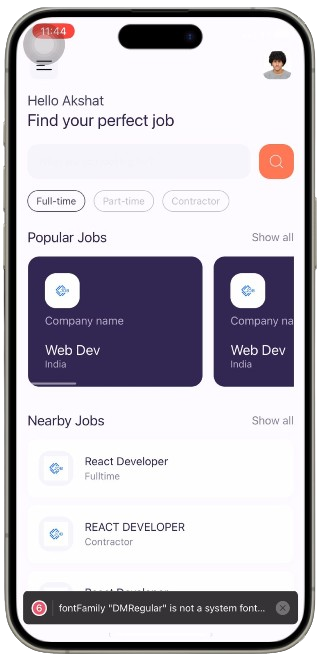 11:44
Hello Akshat
Find your perfect job
Full-time
Part-time
Contractor
Popular Jobs
Show all
Company name
Web Dev
India
Company na
Web Dev
India
Nearby Jobs
Show all
React Developer
Fulltime
REACT DEVELOPER
Contractor
6
fontFamily "DMRegular" is not a system font...